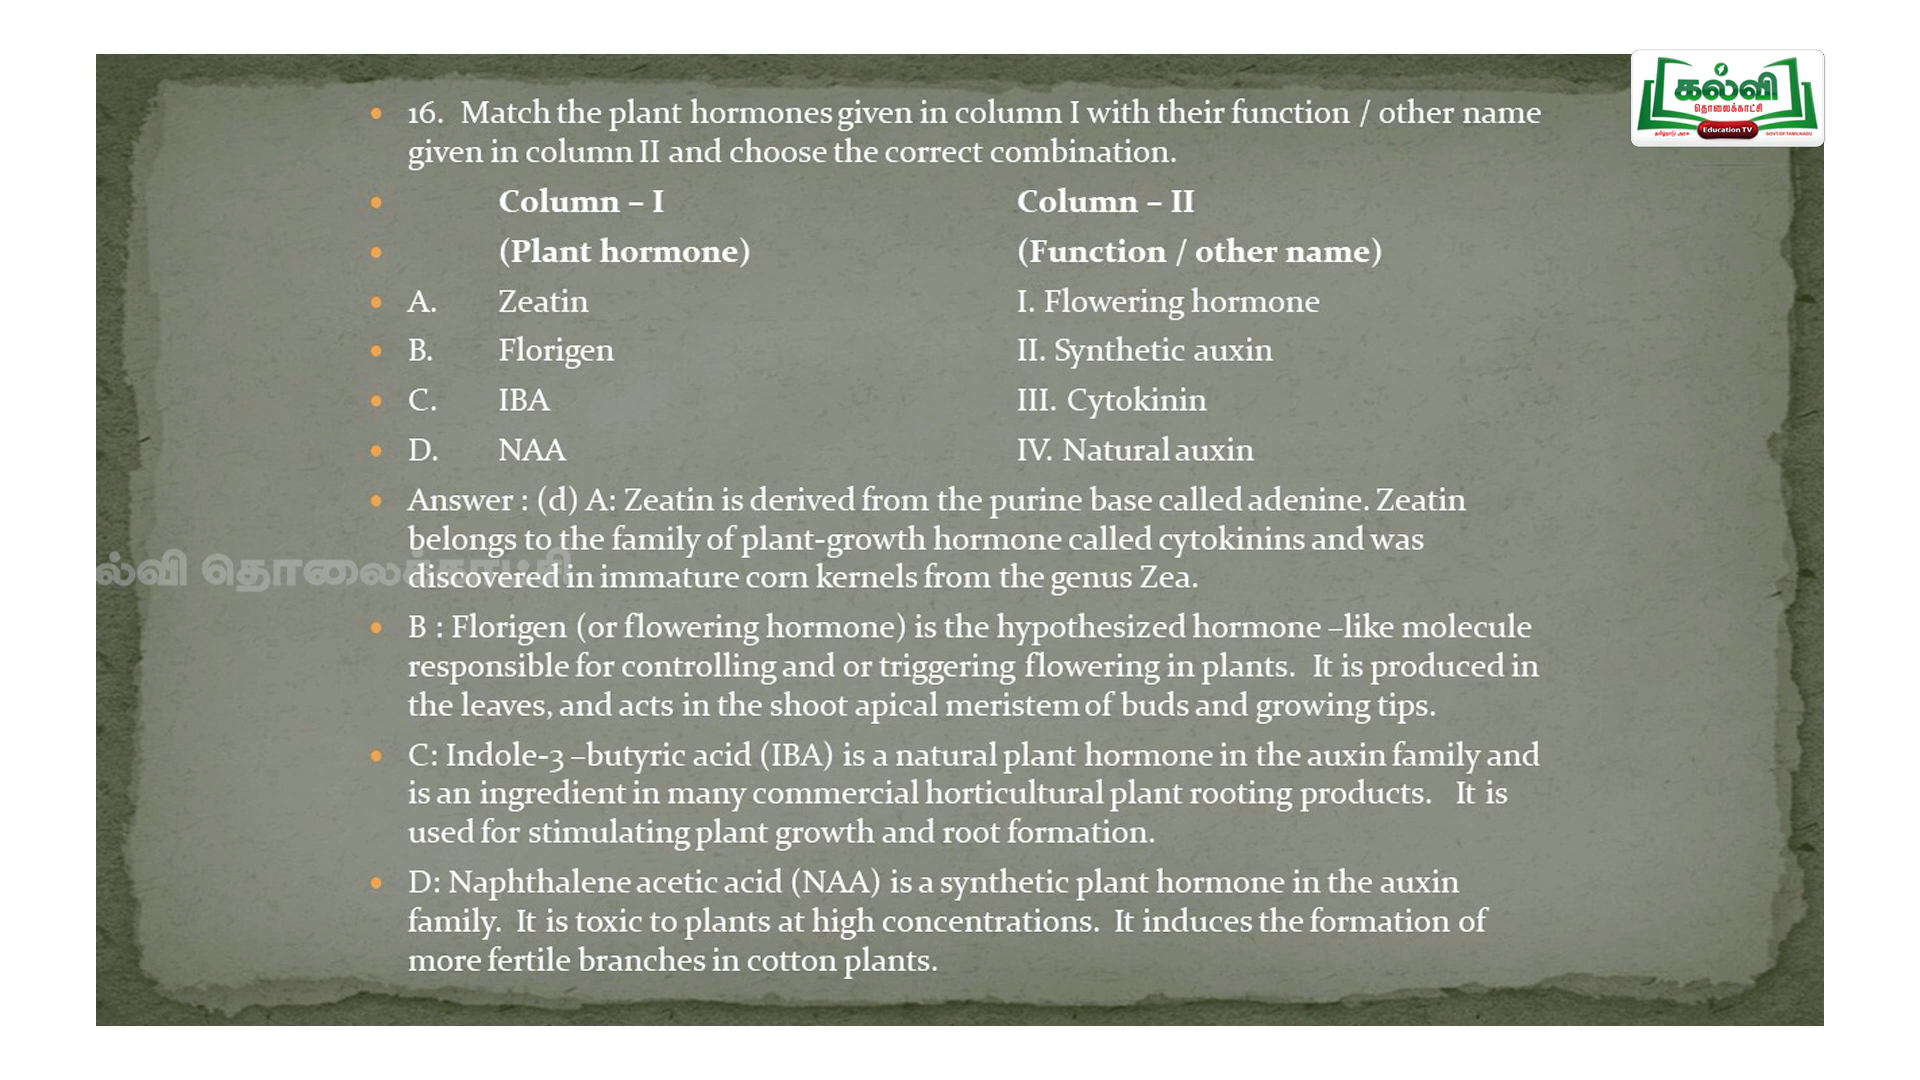 கல்வி
தொலைக்காட்சி
தமிழ்நாடு அரசு Education TV GOVT OF TAMILNADU
• 16. Match the plant hormones given in column I with their function / other name
given in column II and choose the correct combination.
• Column – I Column – II
• (Plant hormone) (Function / other name)
• A. Zeatin I. Flowering hormone
• B. Florigen II. Synthetic auxin
• C. IBA III. Cytokinin
• D. NAA IV. Natural auxin
• Answer : (d) A: Zeatin is derived from the purine base called adenine. Zeatin
belongs to the family of plant-growth hormone called cytokinins and was
discovered in immature corn kernels from the genus Zea.
ல்வி தொலைக்காட்சி
• B : Florigen (or flowering hormone) is the hypothesized hormone –like molecule
responsible for controlling and or triggering flowering in plants. It is produced in
the leaves, and acts in the shoot apical meristem of buds and growing tips.
• C: Indole-3 –butyric acid (IBA) is a natural plant hormone in the auxin family and
is an ingredient in many commercial horticultural plant rooting products. It is
used for stimulating plant growth and root formation.
• D: Naphthalene acetic acid (NAA) is a synthetic plant hormone in the auxin
family. It is toxic to plants at high concentrations. It induces the formation of
more fertile branches in cotton plants.